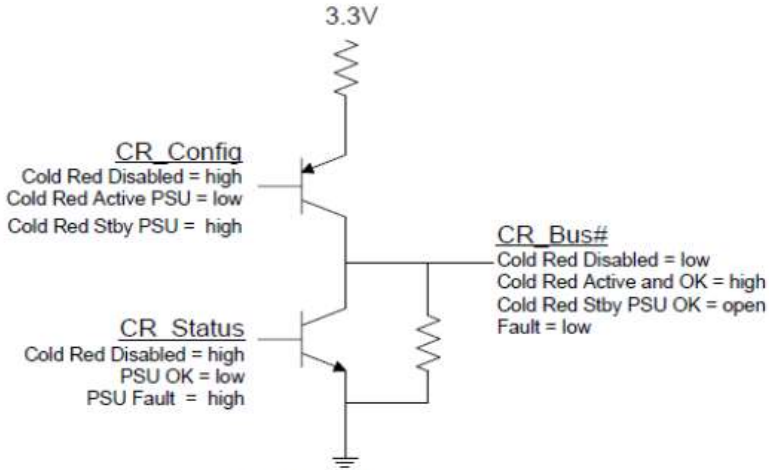 3.3V
CR_Config
Cold Red Disabled = high
Cold Red Active PSU = low
Cold Red Stby PSU = high
CR_Bus#
Cold Red Disabled = low
Cold Red Active and OK = high
Cold Red Stby PSU OK = open
Fault = low
CR_Status
Cold Red Disabled = high
PSU OK = low
PSU Fault = high